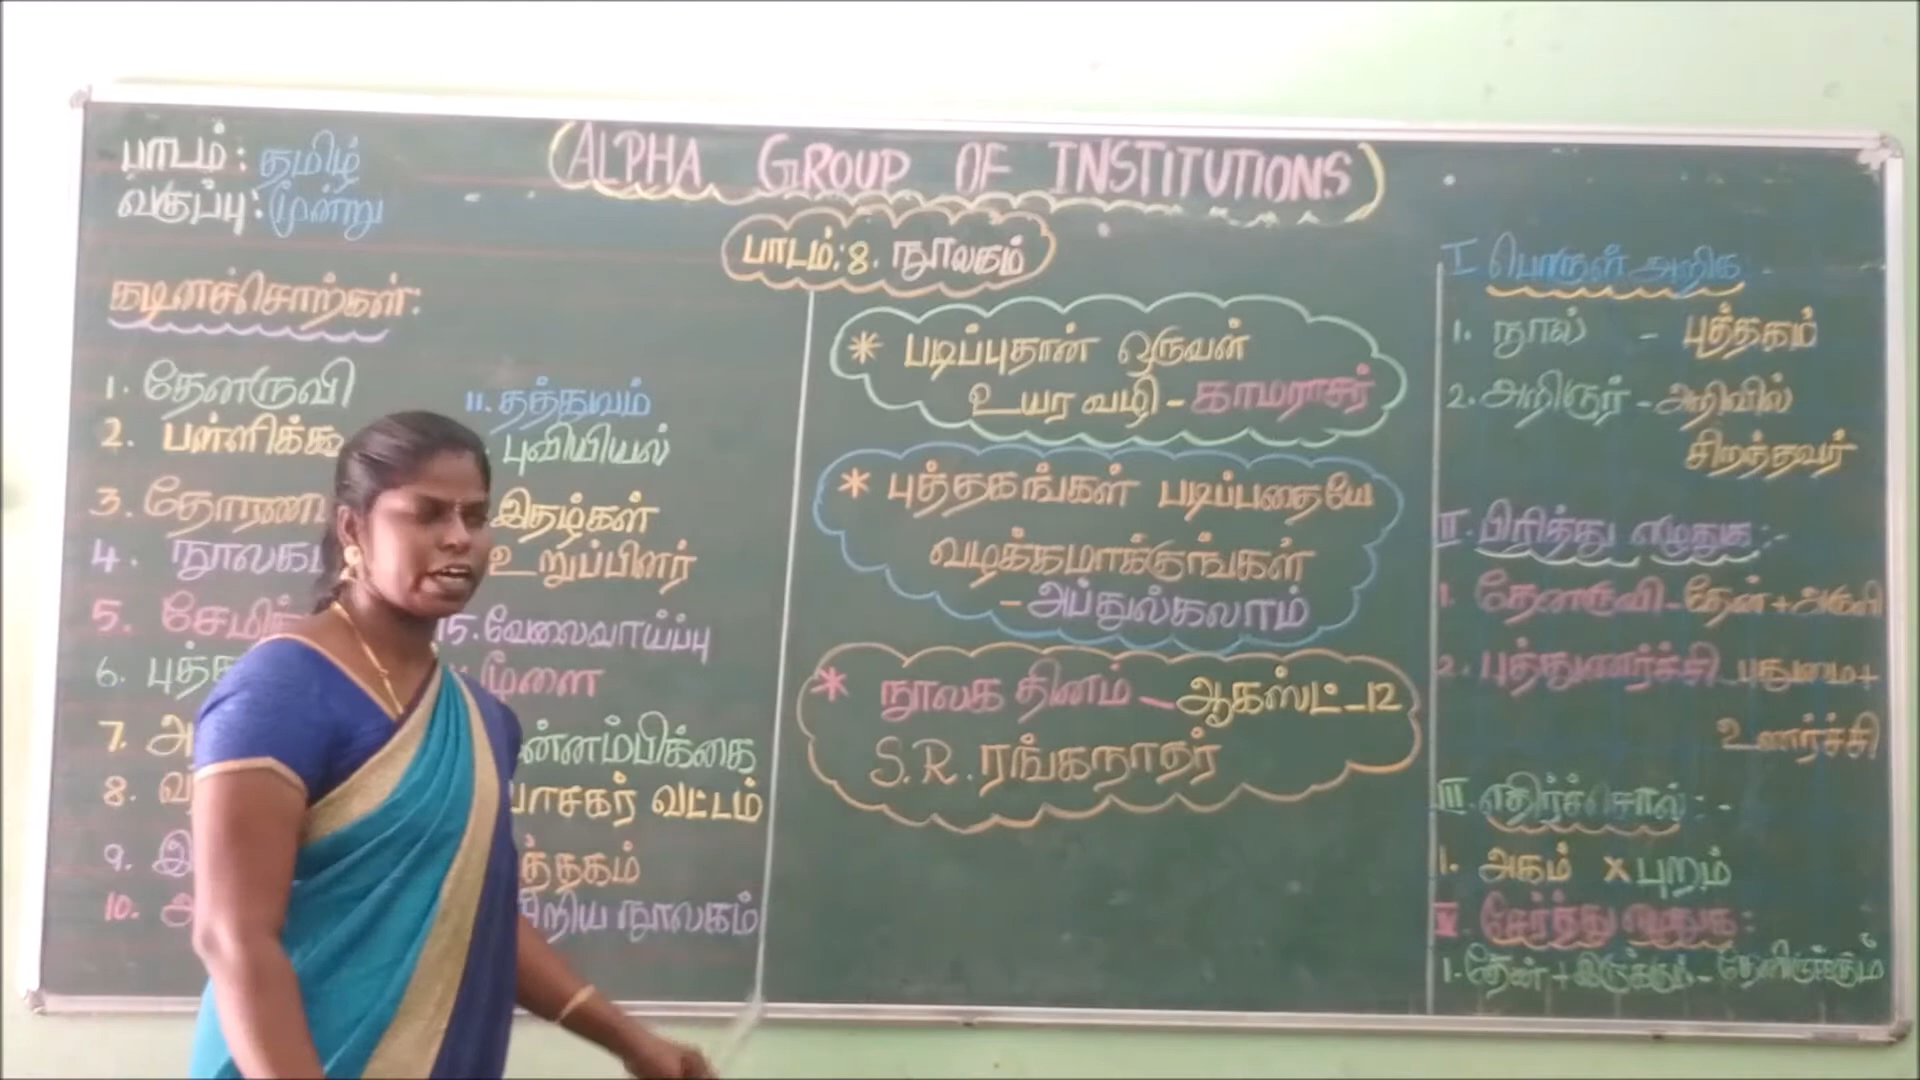 பாடம்: தமிழ்
வகுப்பு: மூன்று
ALPHA GROUP OF INSTITUTIONS
பாடம்:8. நூலகம்
கடினச்சொற்கள்:
1. தேனருவி
2. பள்ளிக்கூ
3. தோரண
4. நூலக
5. சேமி
6. புத்த
7. அ
8. வ
9. இ
10. அ
11. தத்துவம்
புவியியல்
இதழ்கள்
உறுப்பினர்
15. வேலைவாய்ப்பு
மூளை
ன்னம்பிக்கை
வாசகர் வட்டம்
த்தகம்
சிறிய நூலகம்
* படிப்புதான் ஒருவன்
உயர வழி - காமராசர்
* புத்தகங்கள் படிப்பதையே
வழக்கமாக்குங்கள்
- அப்துல்கலாம்
* நூலக தினம் - ஆகஸ்ட் - 12
S.R. ரங்கநாதர்
I. பொருள் அறிக
1. நூல் - புத்தகம்
2. அறிஞர் - அறிவில்
சிறந்தவர்
II. பிரித்து எழுதுக:-
1. தேனருவி - தேன் + அருவி
2. புத்துணர்ச்சி - புதுமை +
உணர்ச்சி
III. எதிர்ச்சொல்:-
1. அகம் x புறம்
IV. சேர்த்து எழுதுக:
1. தேன் + இருக்கும் - தேனிருக்கும்